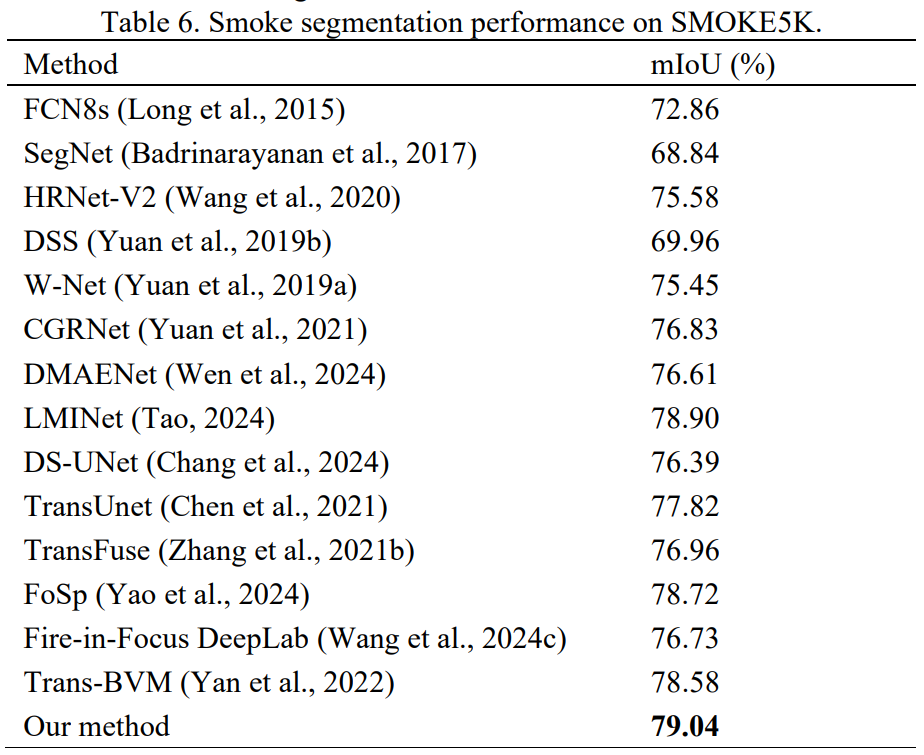 Table 6. Smoke segmentation performance on SMOKE5K.
Method mIoU (%)
FCN8s (Long et al., 2015) 72.86
SegNet (Badrinarayanan et al., 2017) 68.84
HRNet-V2 (Wang et al., 2020) 75.58
DSS (Yuan et al., 2019b) 69.96
W-Net (Yuan et al., 2019a) 75.45
CGRNet (Yuan et al., 2021) 76.83
DMAENet (Wen et al., 2024) 76.61
LMINet (Tao, 2024) 78.90
DS-UNet (Chang et al., 2024) 76.39
TransUnet (Chen et al., 2021) 77.82
TransFuse (Zhang et al., 2021b) 76.96
FoSp (Yao et al., 2024) 78.72
Fire-in-Focus DeepLab (Wang et al., 2024c) 76.73
Trans-BVM (Yan et al., 2022) 78.58
Our method 79.04